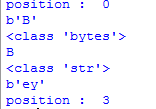 position :  0
b'B'
<class 'bytes'>
B
<class 'str'>
b'ey'
position :  3